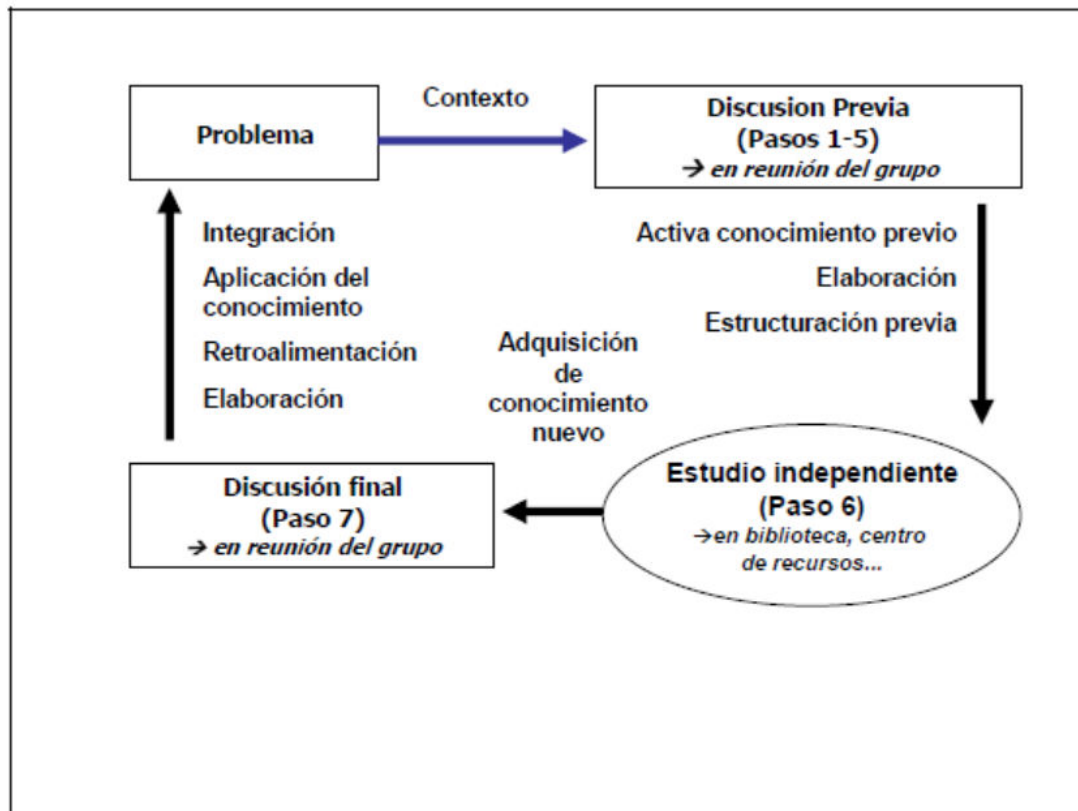 Problema
Contexto
Discusion Previa
(Pasos 1-5)
→ en reunión del grupo
Integración
Aplicación del
conocimiento
Retroalimentación
Elaboración
Activa conocimiento previo
Elaboración
Estructuración previa
Adquisición
de
conocimiento
nuevo
Discusión final
(Paso 7)
→ en reunión del grupo
Estudio independiente
(Paso 6)
→en biblioteca, centro
de recursos...